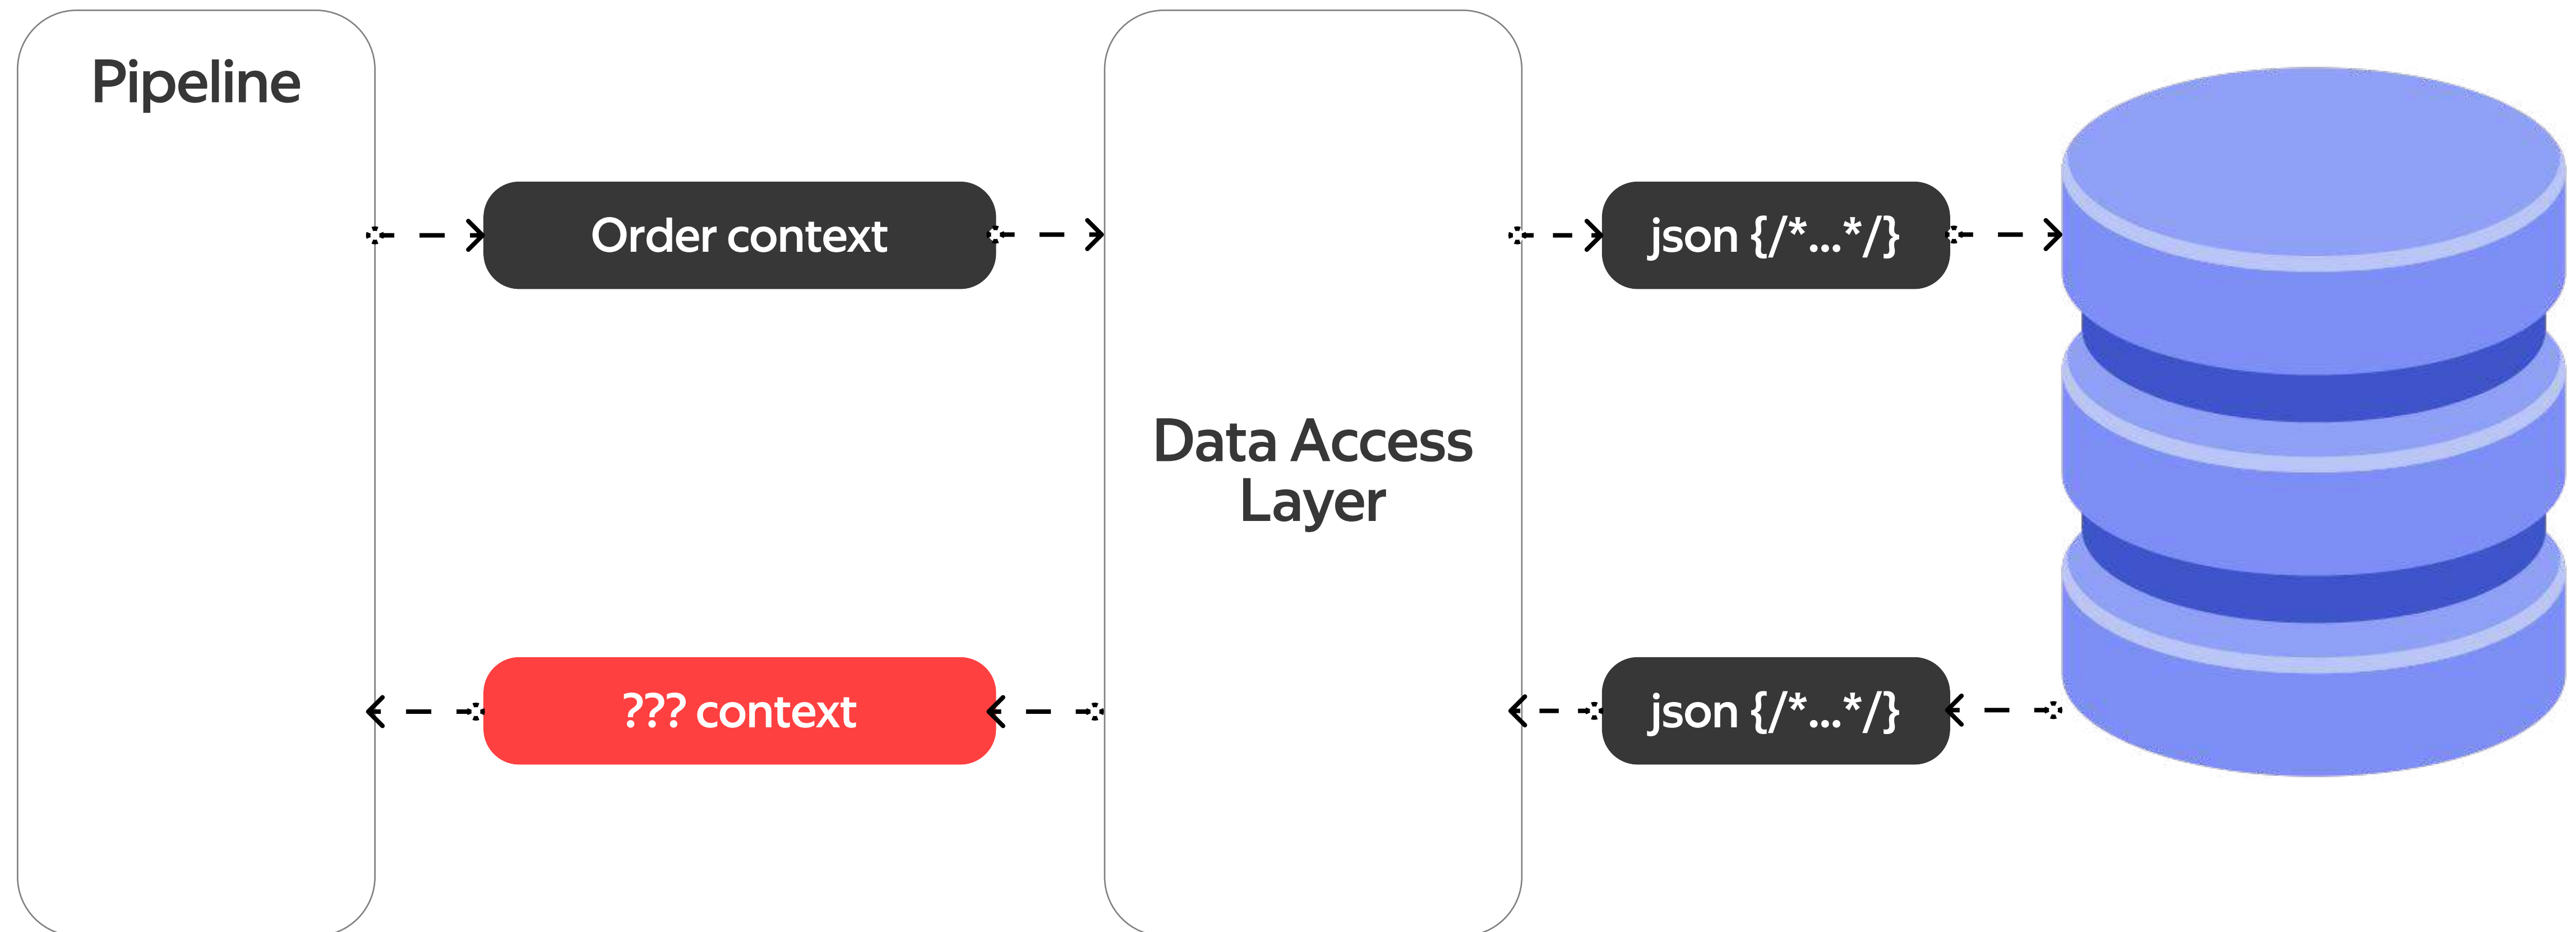 Pipeline
Order context
json {/*...*/}
Data Access
Layer
??? context
json {/*...*/}